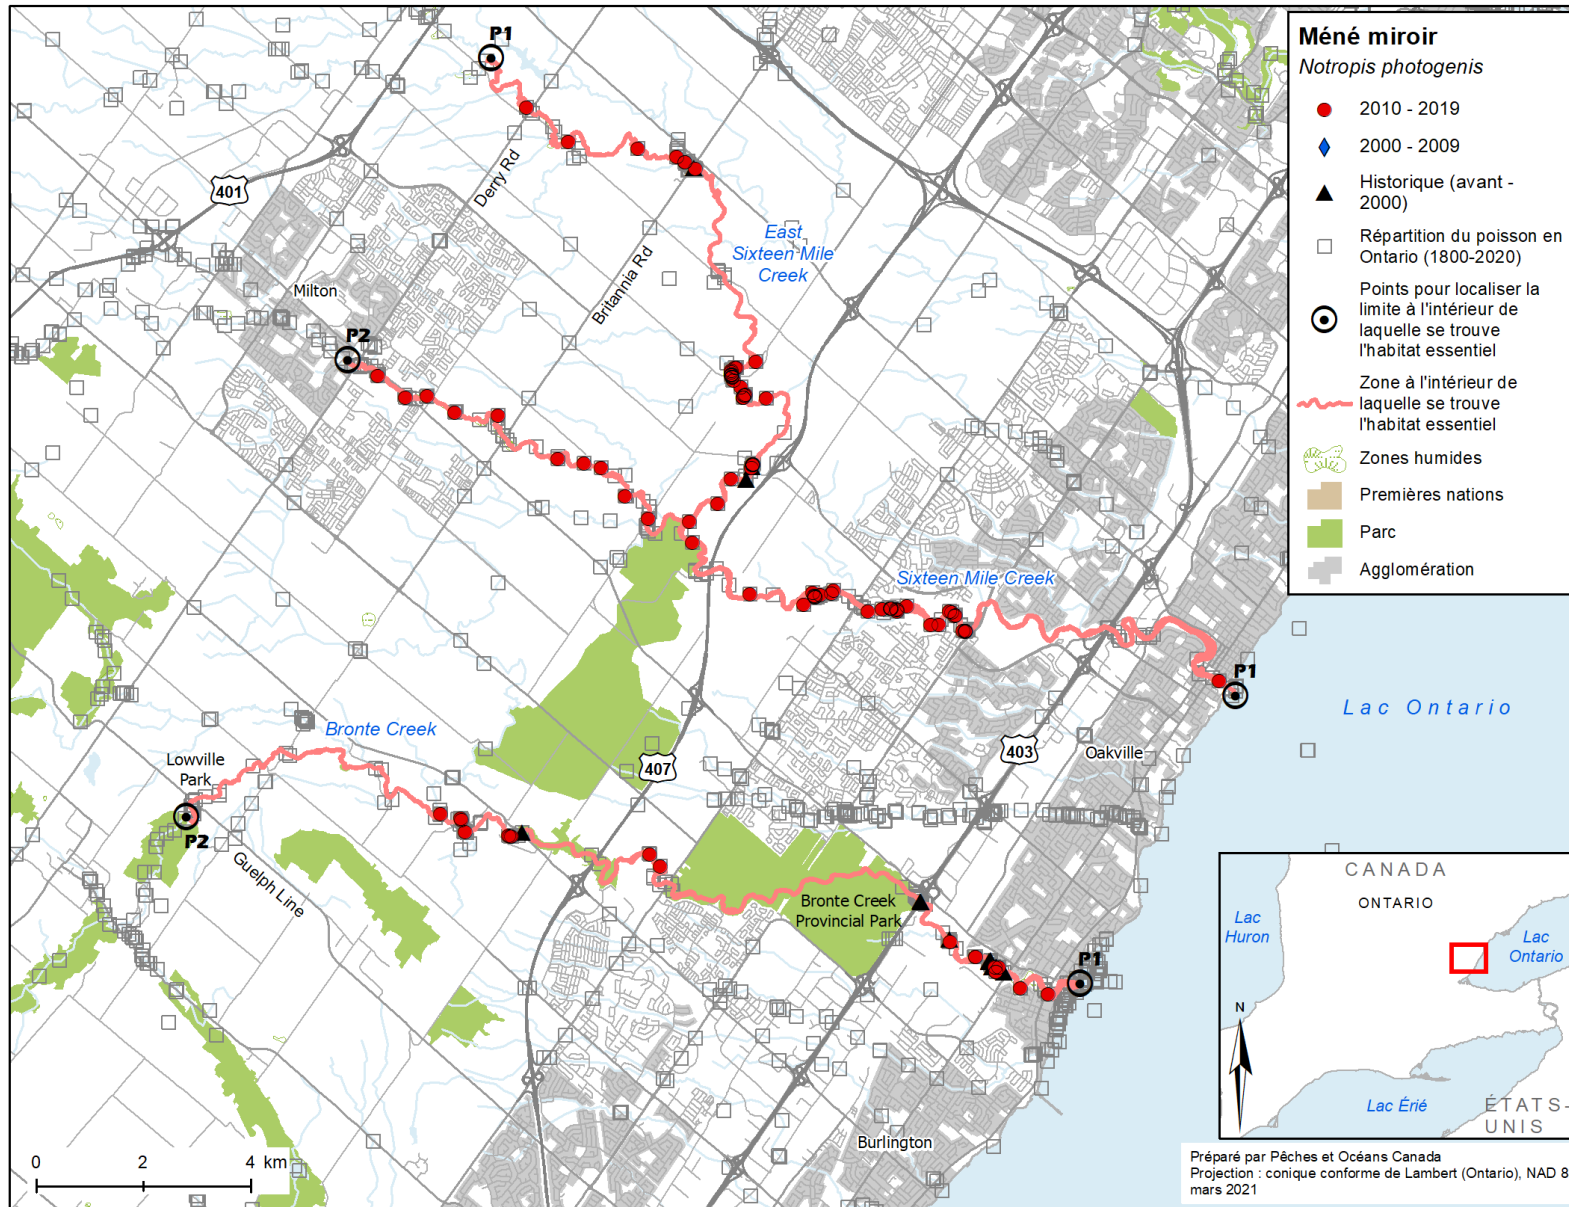 Méné miroir
Notropis photogenis
2010 - 2019
2000 - 2009
Historique (avant -
2000)
Répartition du poisson en
Ontario (1800-2020)
Points pour localiser la
limite à l'intérieur de
laquelle se trouve
l'habitat essentiel
Zone à l'intérieur de
laquelle se trouve
l'habitat essentiel
Zones humides
Premières nations
Parc
Agglomération
P1
401
Derry Rd
East
Sixteen Mile
Creek
Britannia Rd
Milton
P2
Sixteen Mile Creek
P1
Lac Ontario
Bronte Creek
407
403
Oakville
Lowville
Park
P2
Guelph Line
Bronte Creek
Provincial Park
P1
Burlington
0 2 4 km
CANADA
ONTARIO
Lac
Huron
Lac
Ontario
N
Lac Érié
ÉTATS-
UNIS
Préparé par Pêches et Océans Canada
Projection : conique conforme de Lambert (Ontario), NAD 8
mars 2021